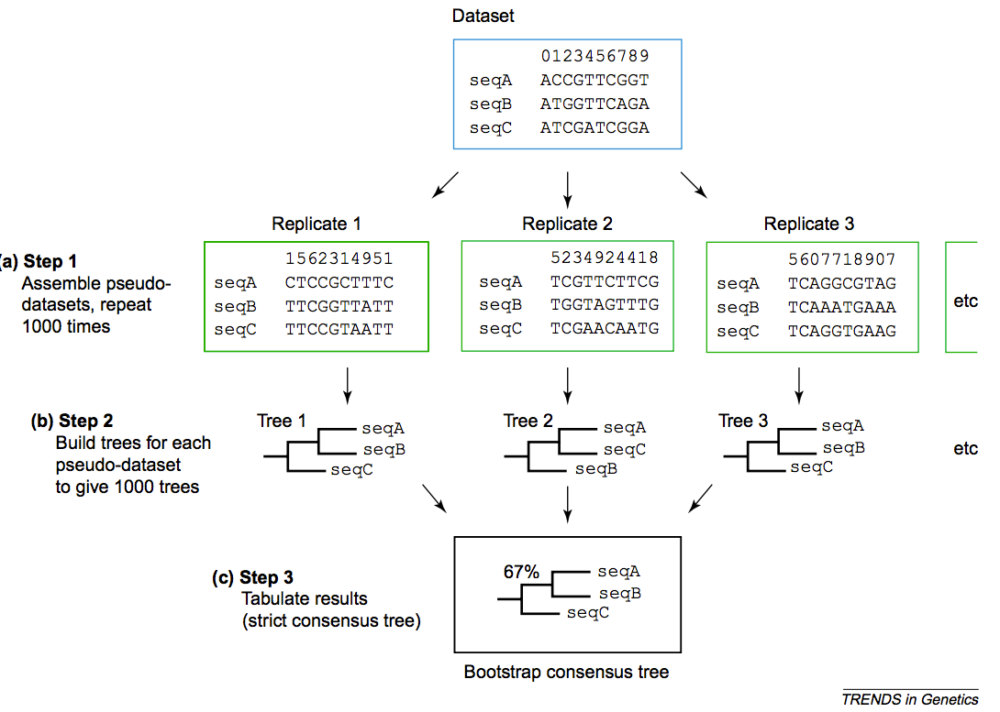 Dataset
0123456789
seqA ACCGTTCGGT
seqB ATGGTTCAGA
seqC ATCGATCGGA
Replicate 1
Replicate 2
Replicate 3
(a) Step 1
Assemble pseudo-
datasets, repeat
1000 times
1562314951
seqA CTCCGCTTTC
seqB TTCGGTTATT
seqC TTCCGTAATT
5234924418
seqA TCGTTCTTCG
seqB TGGTAGTTTG
seqC TCGAACAATG
5607718907
seqA TCAGGCGTAG
seqB TCAAATGAAA
seqC TCAGGTGAAG
etc
(b) Step 2
Build trees for each
pseudo-dataset
to give 1000 trees
Tree 1
seqA
seqB
seqC
Tree 2
seqA
seqC
seqB
Tree 3
seqA
seqB
seqC
etc
(c) Step 3
Tabulate results
(strict consensus tree)
67%
seqA
seqB
seqC
Bootstrap consensus tree
TRENDS in Genetics